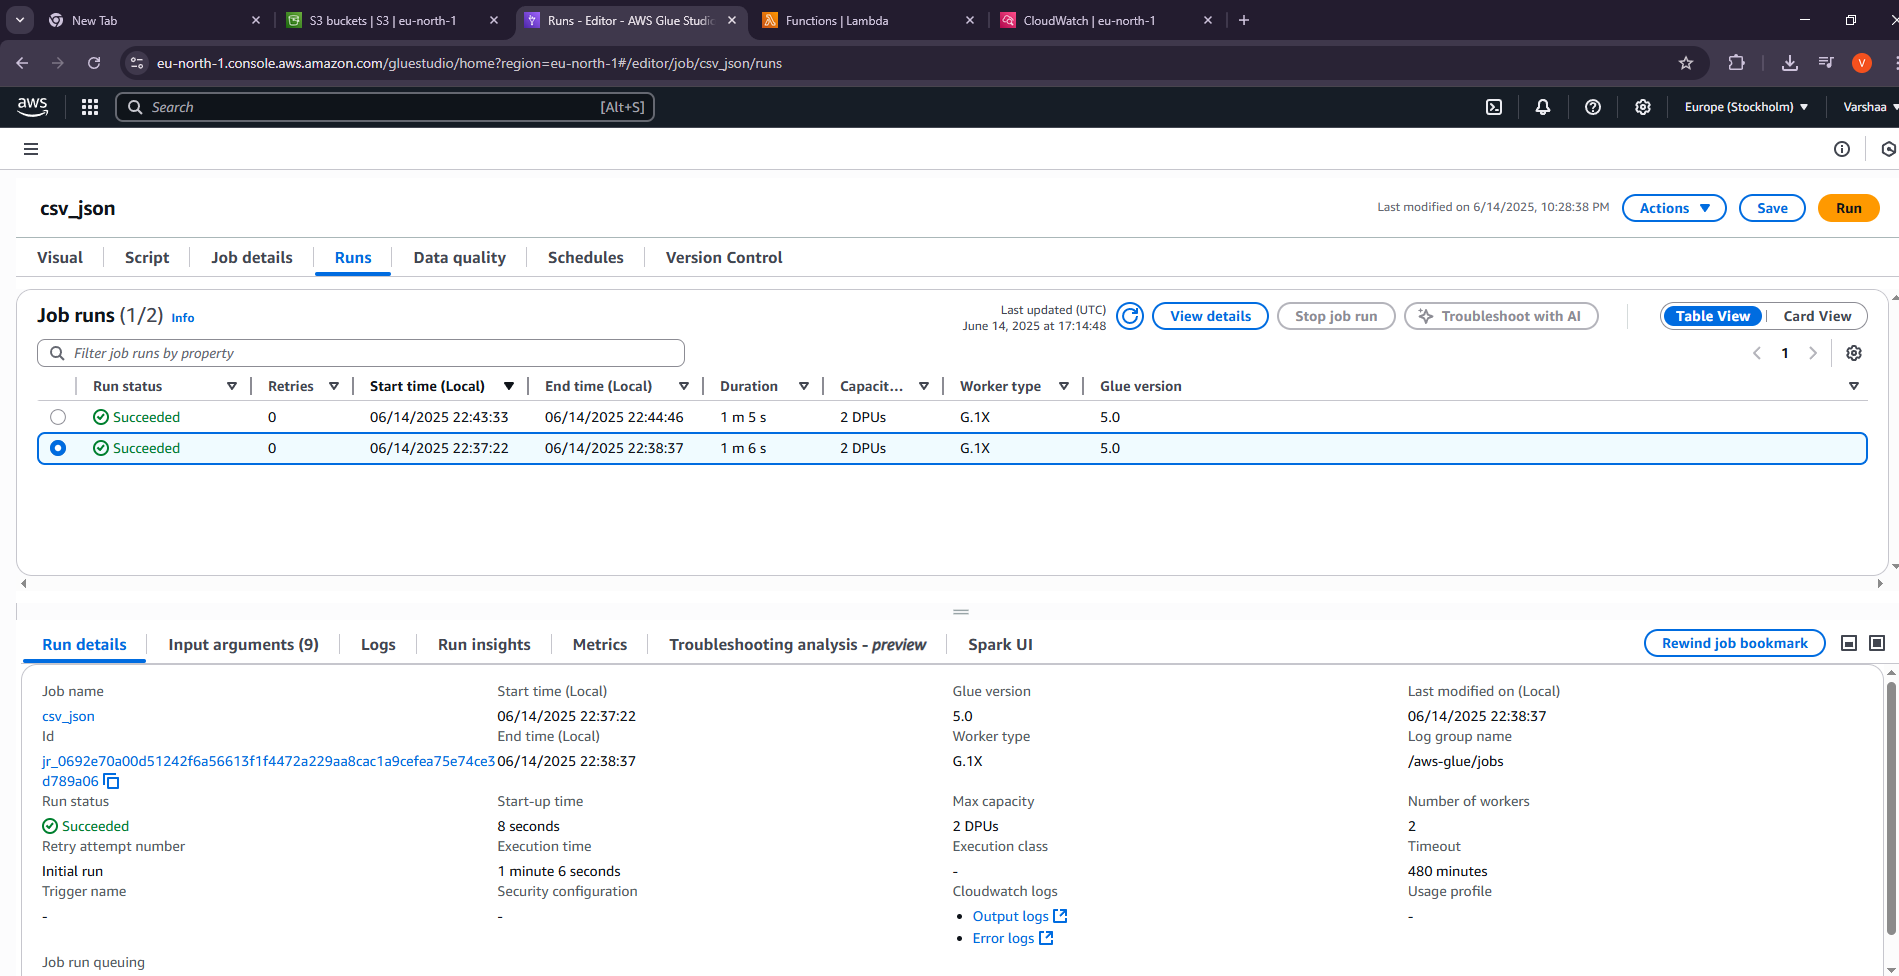 New Tab
S3 buckets | S3 | eu-north-1
Runs - Editor - AWS Glue Studio
Functions | Lambda
CloudWatch | eu-north-1
eu-north-1.console.aws.amazon.com/gluestudio/home?region=eu-north-1#/editor/job/csv_json/runs
V
aws
Search
[Alt+S]
Europe (Stockholm)
Varshaa
csv_json
Last modified on 6/14/2025, 10:28:38 PM
Actions
Save
Run
Visual
Script
Job details
Runs
Data quality
Schedules
Version Control
Job runs (1/2) Info
Last updated (UTC)
June 14, 2025 at 17:14:48
View details
Stop job run
Troubleshoot with AI
Table View
Card View
Filter job runs by property
1
Run status Retries Start time (Local) End time (Local) Duration Capacit... Worker type Glue version
Succeeded 0 06/14/2025 22:43:33 06/14/2025 22:44:46 1 m 5 s 2 DPUs G.1X 5.0
Succeeded 0 06/14/2025 22:37:22 06/14/2025 22:38:37 1 m 6 s 2 DPUs G.1X 5.0
Run details
Input arguments (9)
Logs
Run insights
Metrics
Troubleshooting analysis - preview
Spark UI
Rewind job bookmark
Job name
csv_json
Id
jr_0692e70a00d51242f6a56613f1f4472a229aa8cac1a9cefea75e74ce3
d789a06
Run status
Succeeded
Retry attempt number
Initial run
Trigger name
-
Job run queuing
Start time (Local)
06/14/2025 22:37:22
End time (Local)
06/14/2025 22:38:37
Start-up time
8 seconds
Execution time
1 minute 6 seconds
Security configuration
-
Glue version
5.0
Worker type
G.1X
Max capacity
2 DPUs
Execution class
-
Cloudwatch logs
• Output logs
• Error logs
Last modified on (Local)
06/14/2025 22:38:37
Log group name
/aws-glue/jobs
Number of workers
2
Timeout
480 minutes
Usage profile
-